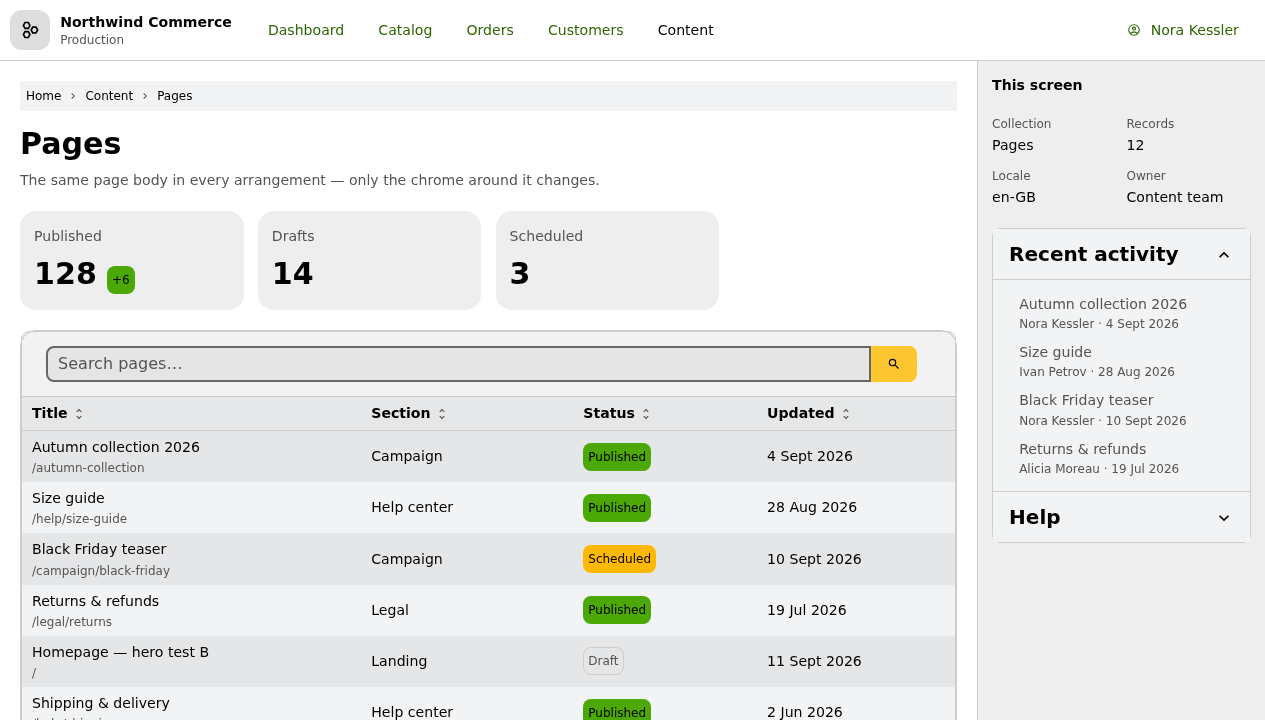 Northwind Commerce
Production
Dashboard
Catalog
Orders
Customers
Content
Nora Kessler
Home › Content › Pages
Pages
The same page body in every arrangement — only the chrome around it changes.
Published
128 +6
Drafts
14
Scheduled
3
Search pages…
Title Section Status Updated
Autumn collection 2026
/autumn-collection
Campaign
Published
4 Sept 2026
Size guide
/help/size-guide
Help center
Published
28 Aug 2026
Black Friday teaser
/campaign/black-friday
Campaign
Scheduled
10 Sept 2026
Returns & refunds
/legal/returns
Legal
Published
19 Jul 2026
Homepage — hero test B
/
Landing
Draft
11 Sept 2026
Shipping & delivery
Help center
Published
2 Jun 2026
This screen
Collection
Pages
Records
12
Locale
en-GB
Owner
Content team
Recent activity
Autumn collection 2026
Nora Kessler · 4 Sept 2026
Size guide
Ivan Petrov · 28 Aug 2026
Black Friday teaser
Nora Kessler · 10 Sept 2026
Returns & refunds
Alicia Moreau · 19 Jul 2026
Help